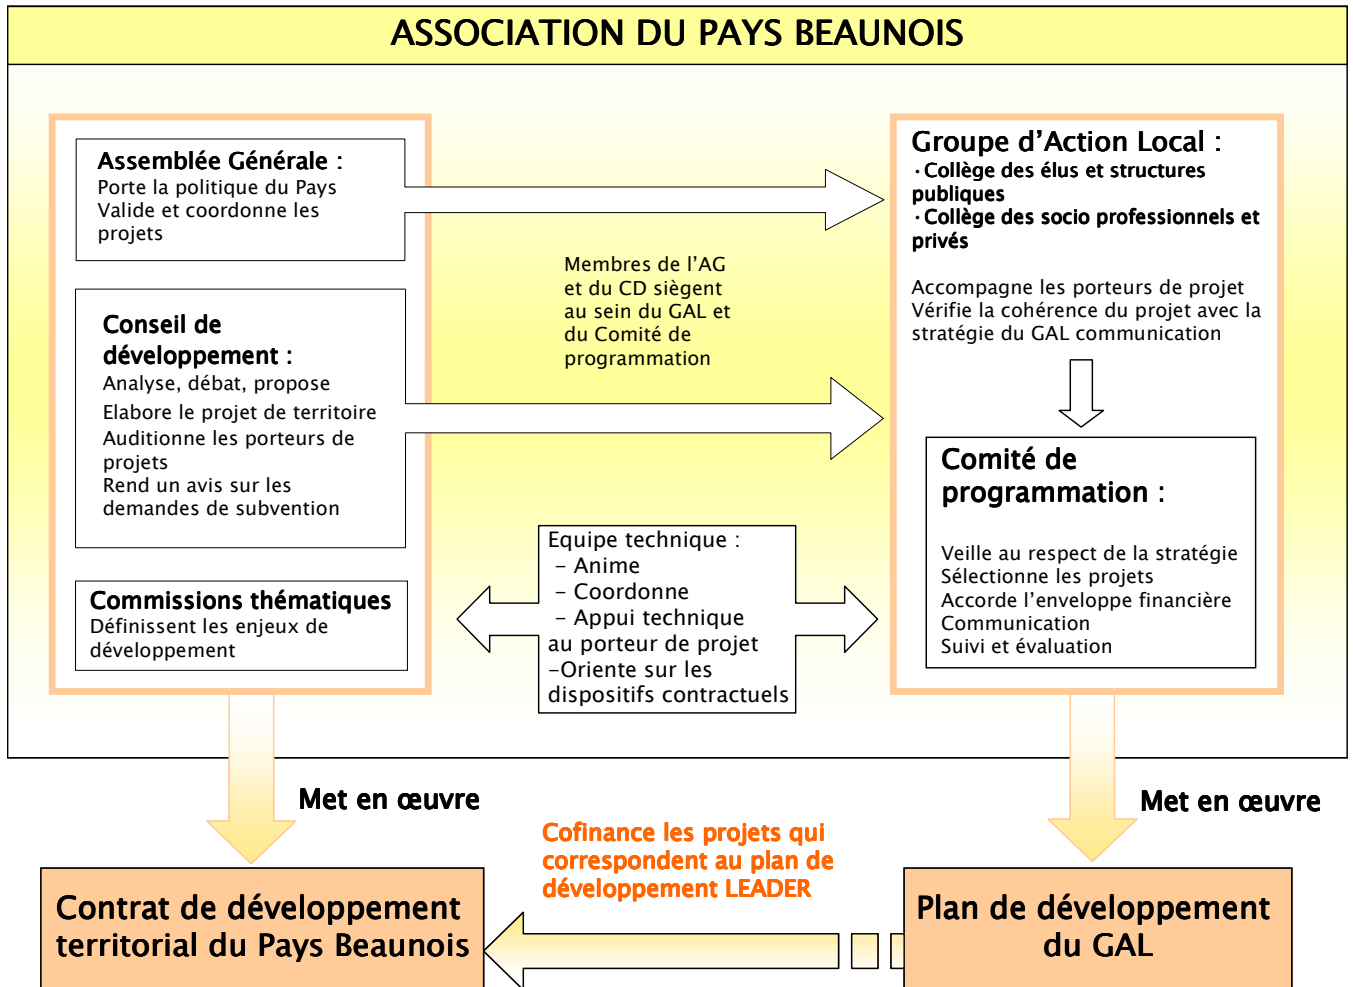 ASSOCIATION DU PAYS BEAUNOIS
Assemblée Générale :
Porte la politique du Pays
Valide et coordonne les
projets
Conseil de
développement :
Analyse, débat, propose
Elabore le projet de territoire
Auditionne les porteurs de
projets
Rend un avis sur les
demandes de subvention
Commissions thématiques
Définissent les enjeux de
développement
Membres de l'AG
et du CD siègent
au sein du GAL et
du Comité de
programmation
Equipe technique :
- Anime
- Coordonne
- Appui technique
au porteur de projet
-Oriente sur les
dispositifs contractuels
Groupe d'Action Local :
· Collège des élus et structures
publiques
· Collège des socio professionnels et
privés
Accompagne les porteurs de projet
Vérifie la cohérence du projet avec la
stratégie du GAL communication
Comité de
programmation :
Veille au respect de la stratégie
Sélectionne les projets
Accorde l'enveloppe financière
Communication
Suivi et évaluation
Met en œuvre
Met en œuvre
Cofinance les projets qui
correspondent au plan de
développement LEADER
Contrat de développement
territorial du Pays Beaunois
Plan de développement
du GAL